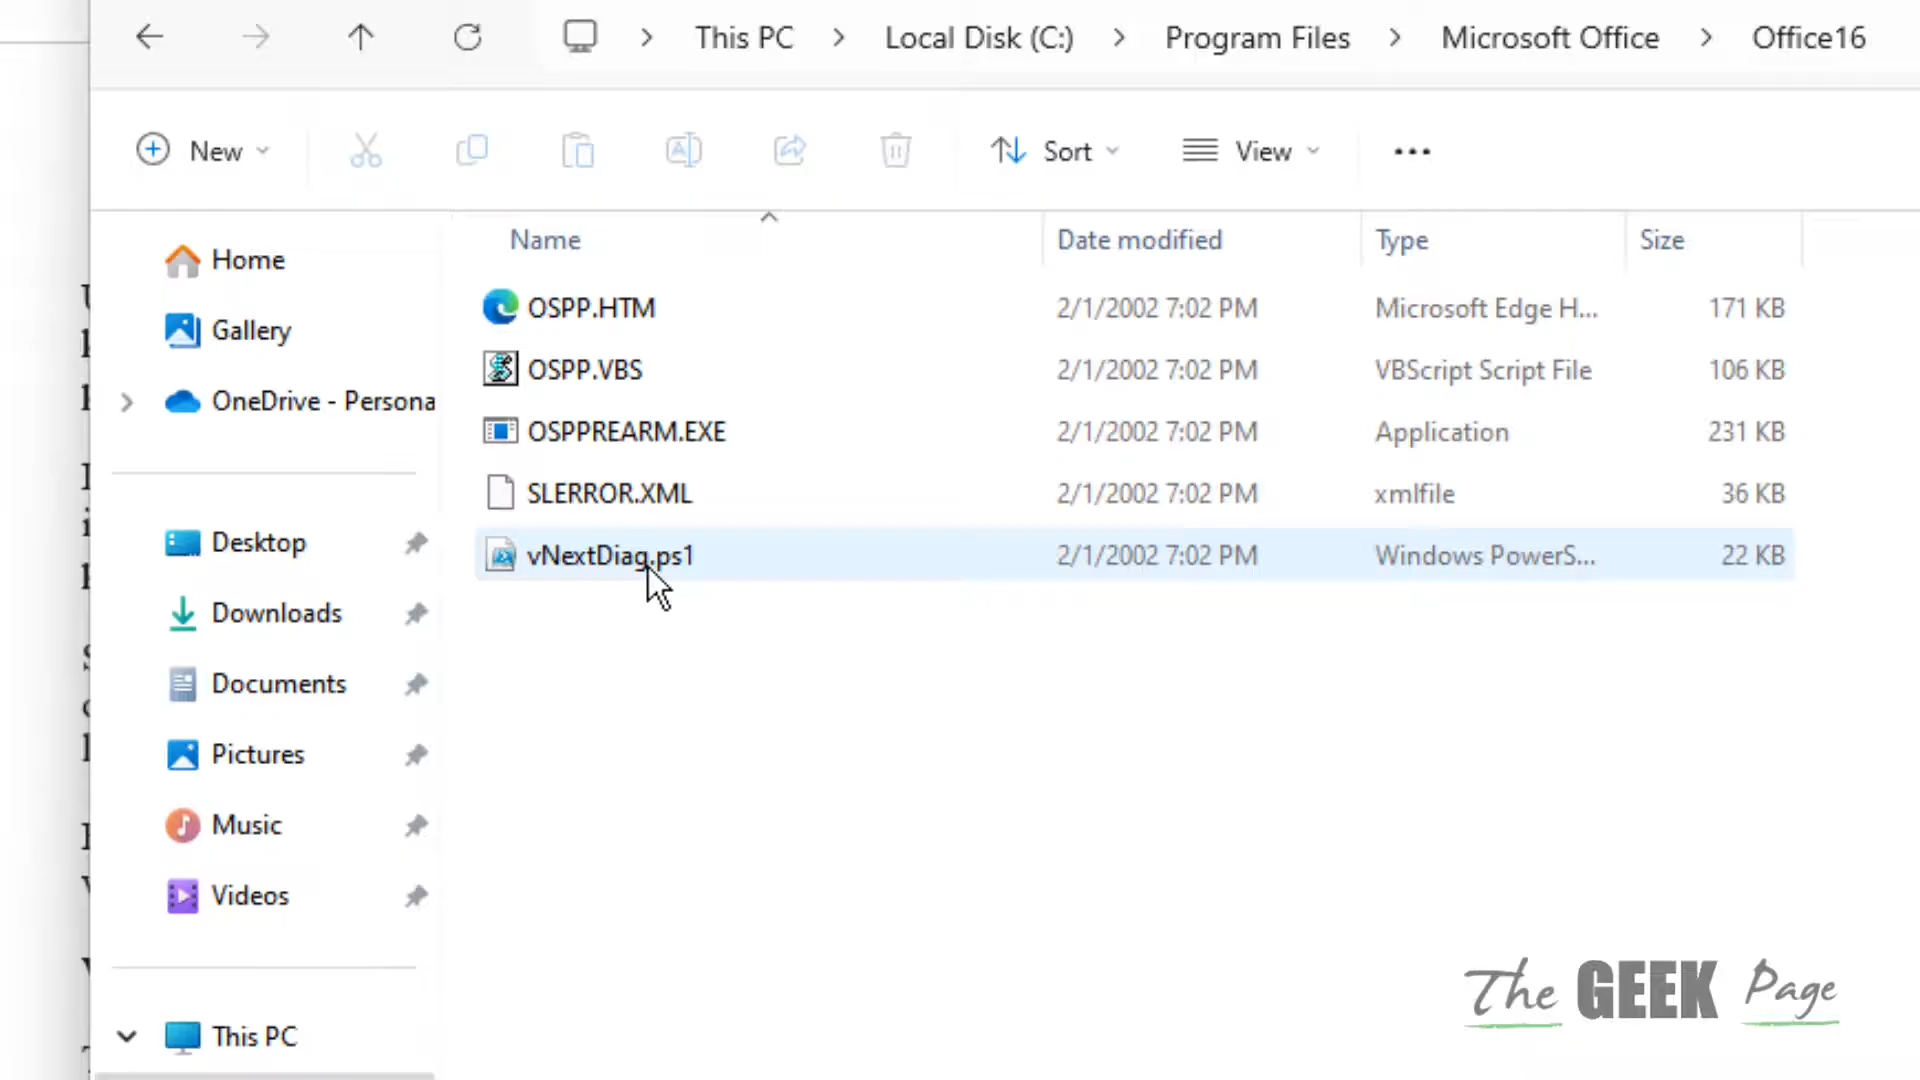 This PC > Local Disk (C:) > Program Files > Microsoft Office > Office16
New Sort View
Name Date modified Type Size
Home
Gallery
OneDrive - Persona
Desktop
Downloads
Documents
Pictures
Music
Videos
This PC
OSPP.HTM 2/1/2002 7:02 PM Microsoft Edge H... 171 KB
OSPP.VBS 2/1/2002 7:02 PM VBScript Script File 106 KB
OSPPREARM.EXE 2/1/2002 7:02 PM Application 231 KB
SLERROR.XML 2/1/2002 7:02 PM xmlfile 36 KB
vNextDiag.ps1 2/1/2002 7:02 PM Windows PowerS... 22 KB
The GEEK Page